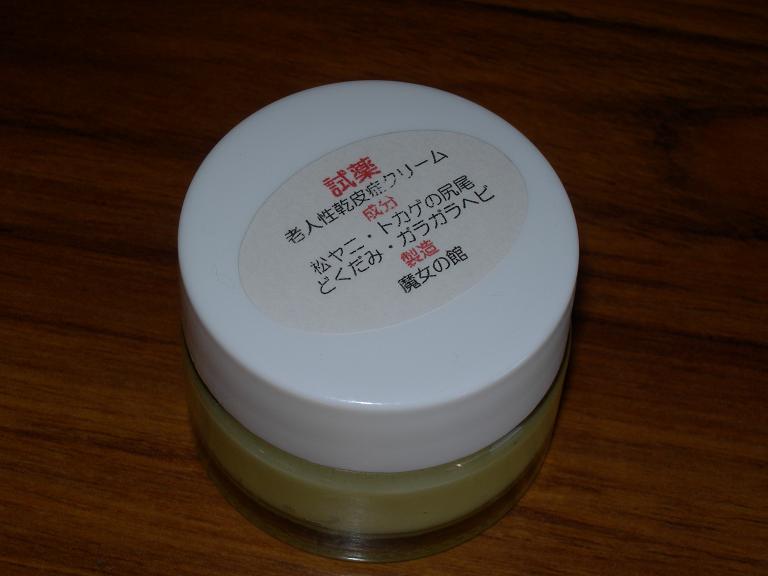 試薬
老人性乾皮症クリーム
成分
松ヤニ・トカゲの尻尾
どくだみ・ガラガラヘビ
製造
魔女の館